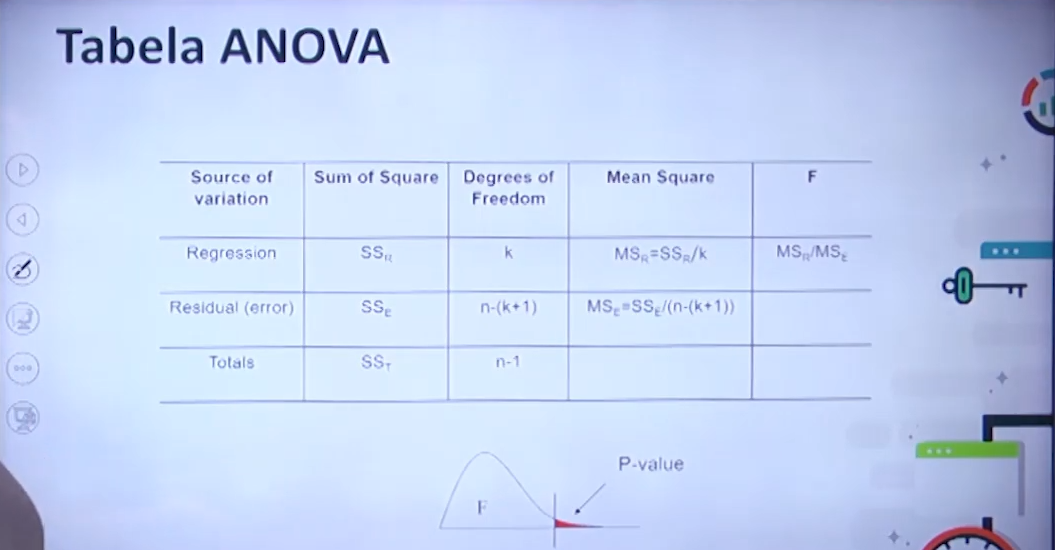 Tabela ANOVA
Source of variation | Sum of Square | Degrees of Freedom | Mean Square | F
Regression | SS_R | k | MS_R=SS_R/k | MS_R/MS_E
Residual (error) | SS_E | n-(k+1) | MS_E=SS_E/(n-(k+1))
Totals | SS_T | n-1
P-value
F